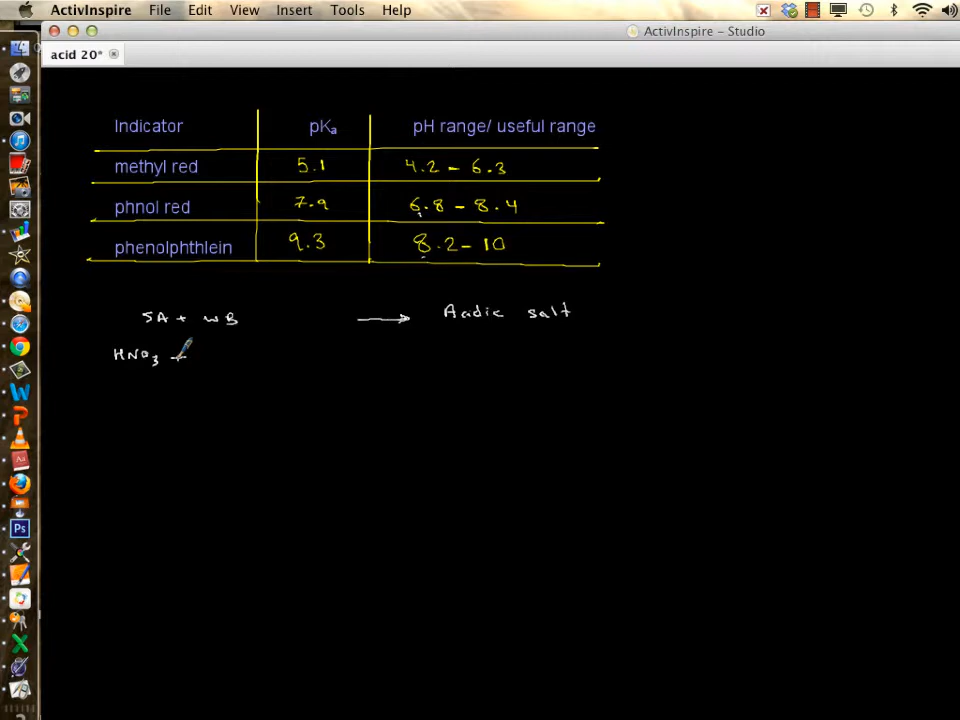 ActivInspire File Edit View Insert Tools Help
ActivInspire – Studio
acid 20*
Indicator pKa pH range/ useful range
methyl red 5.1 4.2 - 6.3
phnol red 7.9 6.8 - 8.4
phenolphthlein 9.3 8.2 - 10
SA + WB → Acidic salt
HNO3 +
W
P
Aa
Ps
X